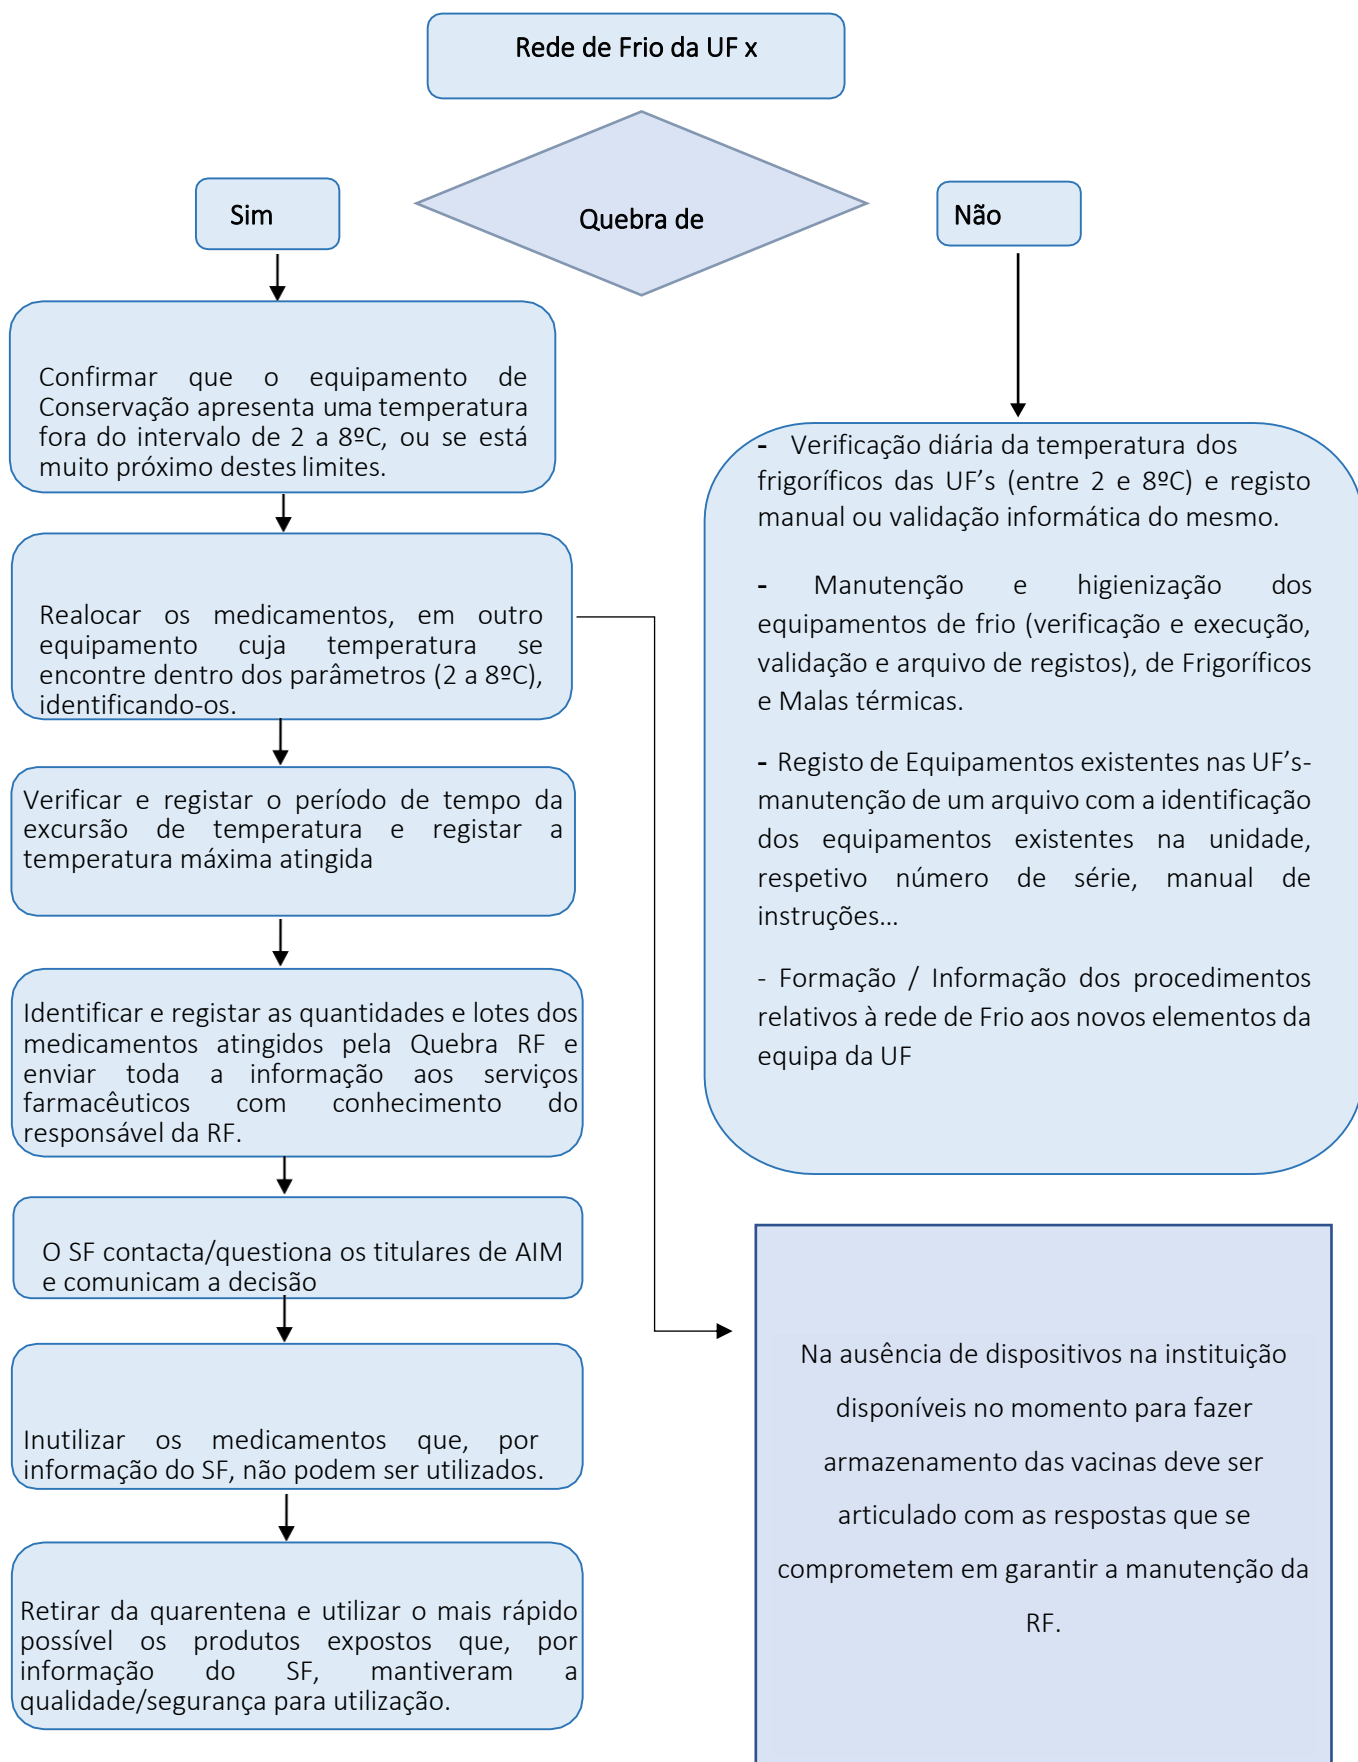 Rede de Frio da UF x
Quebra de
Sim
Não
Confirmar que o equipamento de
Conservação apresenta uma temperatura
fora do intervalo de 2 a 8ºC, ou se está
muito próximo destes limites.
Realocar os medicamentos, em outro
equipamento cuja temperatura se
encontre dentro dos parâmetros (2 a 8ºC),
identificando-os.
Verificar e registar o período de tempo da
excursão de temperatura e registar a
temperatura máxima atingida
Identificar e registar as quantidades e lotes dos
medicamentos atingidos pela Quebra RF e
enviar toda a informação aos serviços
farmacêuticos com conhecimento do
responsável da RF.
O SF contacta/questiona os titulares de AIM
e comunicam a decisão
Inutilizar os medicamentos que, por
informação do SF, não podem ser utilizados.
Retirar da quarentena e utilizar o mais rápido
possível os produtos expostos que, por
informação do SF, mantiveram a
qualidade/segurança para utilização.
- Verificação diária da temperatura dos
frigoríficos das UF’s (entre 2 e 8ºC) e registo
manual ou validação informática do mesmo.
- Manutenção e higienização dos
equipamentos de frio (verificação e execução,
validação e arquivo de registos), de Frigoríficos
e Malas térmicas.
- Registo de Equipamentos existentes nas UF’s-
manutenção de um arquivo com a identificação
dos equipamentos existentes na unidade,
respetivo número de série, manual de
instruções...
- Formação / Informação dos procedimentos
relativos à rede de Frio aos novos elementos da
equipa da UF
Na ausência de dispositivos na instituição
disponíveis no momento para fazer
armazenamento das vacinas deve ser
articulado com as respostas que se
comprometem em garantir a manutenção da
RF.